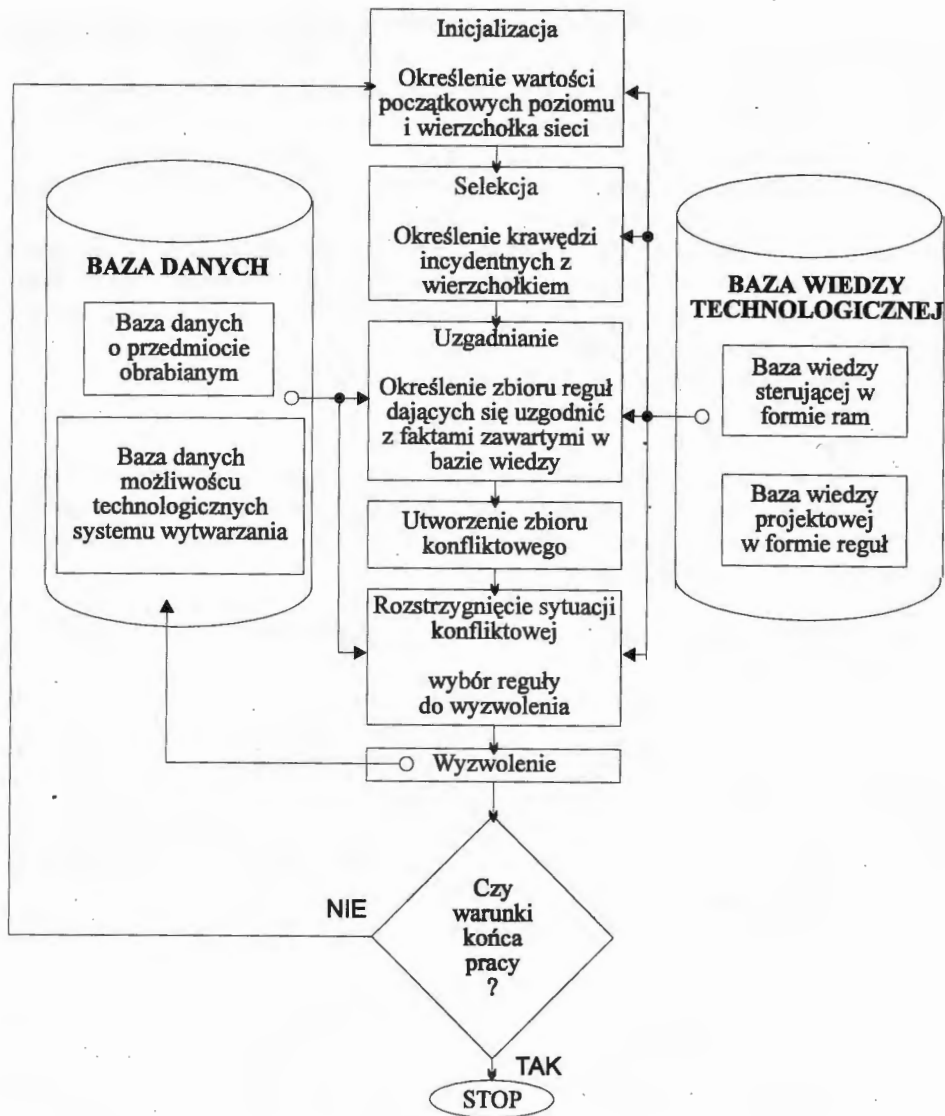 Inicjalizacja
Określenie wartości
początkowych poziomu
i wierzchołka sieci
Selekcja
Określenie krawędzi
incydentnych z
wierzchołkiem
BAZA DANYCH
Baza danych
o przedmiocie
obrabianym
Baza danych
możliwoścu
technologicznych
systemu wytwarzania
Uzgadnianie
Określenie zbioru reguł
dających się uzgodnić
z faktami zawartymi w
bazie wiedzy
BAZA WIEDZY
TECHNOLOGICZNEJ
Baza wiedzy
sterującej w
formie ram
Baza wiedzy
projektowej
w formie reguł
Utworzenie zbioru
konfliktowego
Rozstrzygnięcie sytuacji
konfliktowej
wybór reguły
do wyzwolenia
Wyzwolenie
NIE
Czy
warunki
końca
pracy
?
TAK
STOP